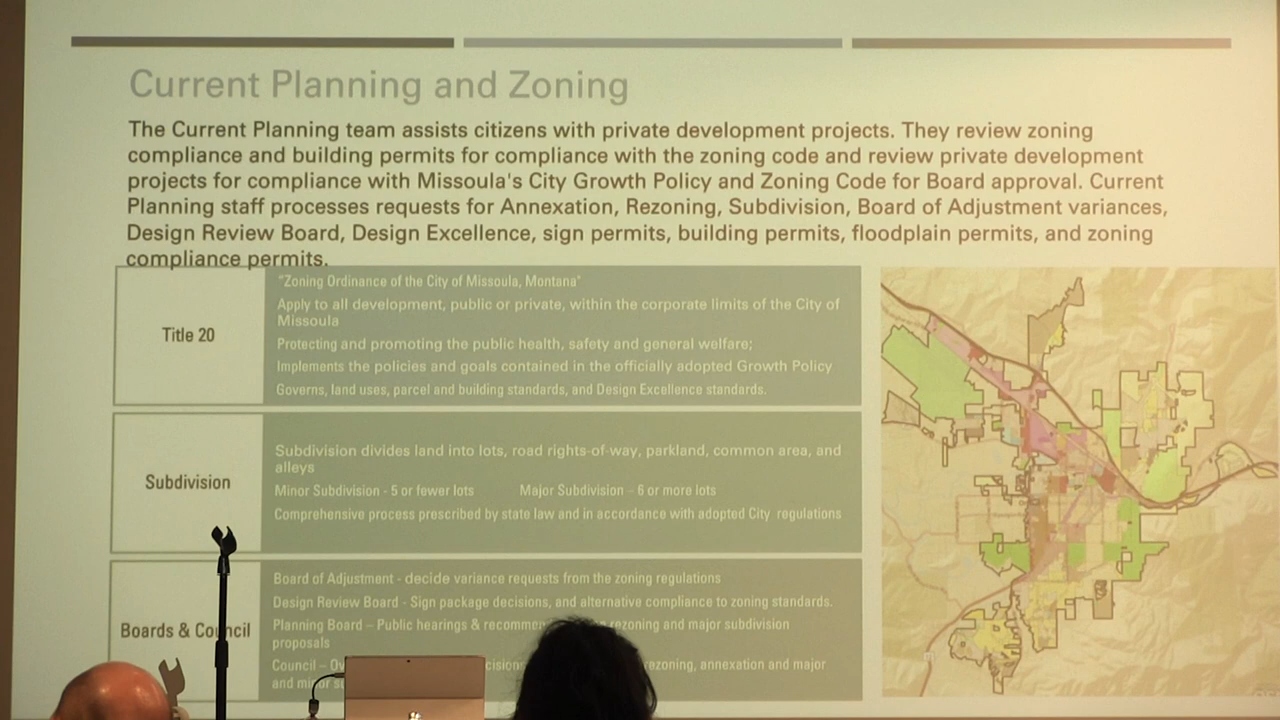 Current Planning and Zoning
The Current Planning team assists citizens with private development projects. They review zoning
compliance and building permits for compliance with the zoning code and review private development
projects for compliance with Missoula's City Growth Policy and Zoning Code for Board approval. Current
Planning staff processes requests for Annexation, Rezoning, Subdivision, Board of Adjustment variances,
Design Review Board, Design Excellence, sign permits, building permits, floodplain permits, and zoning
compliance permits.
Title 20
"Zoning Ordinance of the City of Missoula, Montana"
Apply to all development, public or private, within the corporate limits of the City of
Missoula
Protecting and promoting the public health, safety and general welfare;
Implements the policies and goals contained in the officially adopted Growth Policy
Governs, land uses, parcel and building standards, and Design Excellence standards.
Subdivision
Subdivision divides land into lots, road rights-of-way, parkland, common area, and
alleys
Minor Subdivision - 5 or fewer lots Major Subdivision – 6 or more lots
Comprehensive process prescribed by state law and in accordance with adopted City regulations
Boards & Council
Board of Adjustment - decide variance requests from the zoning regulations
Design Review Board - Sign package decisions, and alternative compliance to zoning standards.
Planning Board – Public hearings & rezoning and major subdivision
proposals
Council – rezoning, annexation and major
and minor